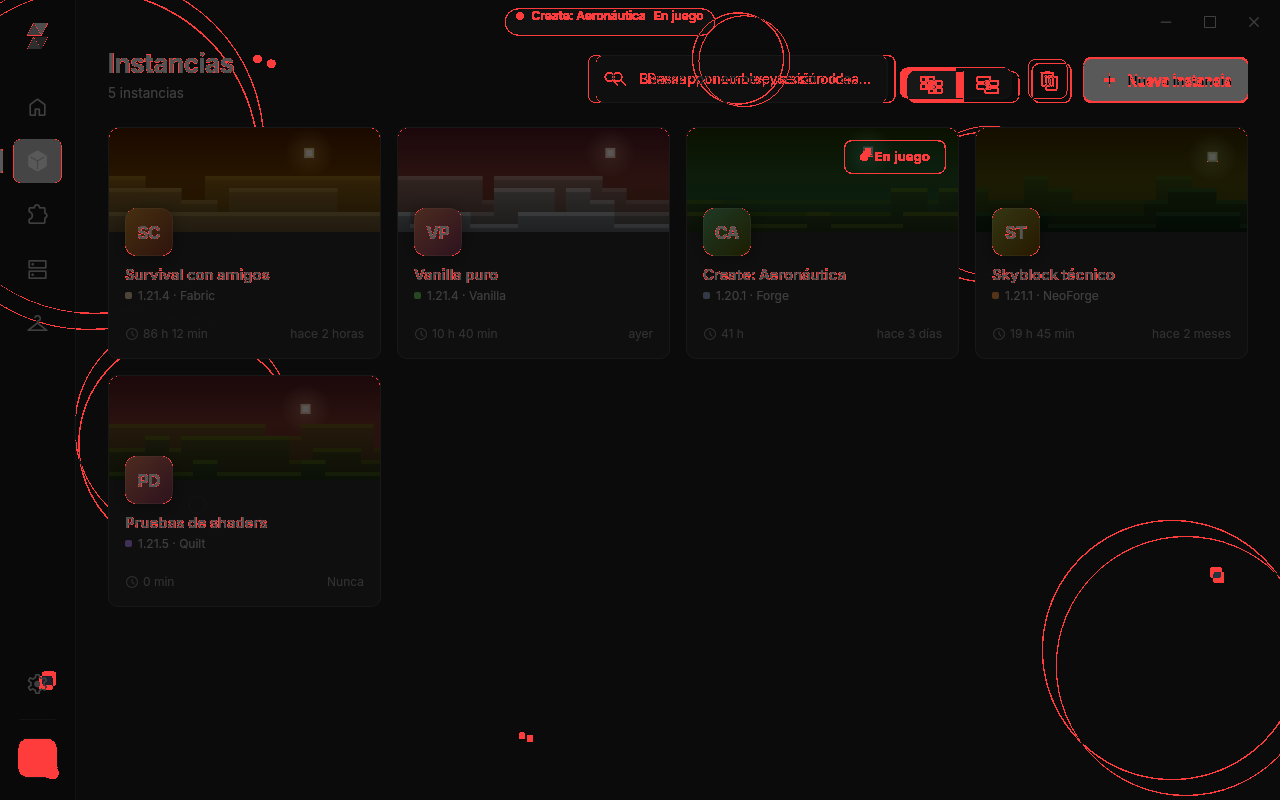 Create: Aeronáutica En juego
Instancias
5 instancias
Nueva instancia
En juego
SC
Survival con amigos
1.21.4 · Fabric
86 h 12 min
hace 2 horas
VP
Vanilla puro
1.21.4 · Vanilla
10 h 40 min
ayer
CA
Create: Aeronáutica
1.20.1 · Forge
41 h
hace 3 días
ST
Skyblock técnico
1.21.1 · NeoForge
19 h 45 min
hace 2 meses
PD
Pruebas de shaders
1.21.5 · Quilt
0 min
Nunca